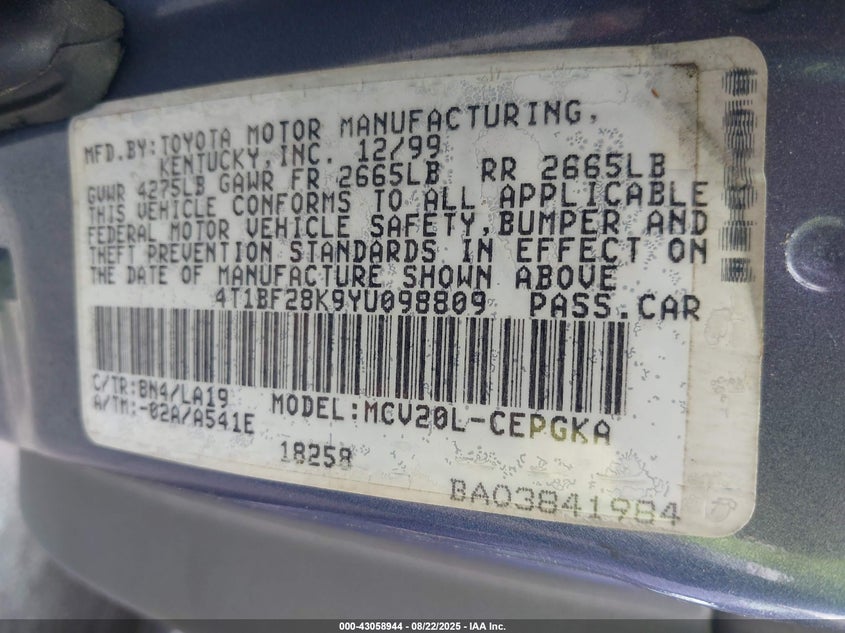 MFD.BY:TOYOTA MOTOR MANUFACTURING,
KENTUCKY,INC. 12/99
GVWR 4275LB GAWR FR 2665LB RR 2665LB
THIS VEHICLE CONFORMS TO ALL APPLICABLE
FEDERAL MOTOR VEHICLE SAFETY,BUMPER AND
THEFT PREVENTION STANDARDS IN EFFECT ON
THE DATE OF MANUFACTURE SHOWN ABOVE
4T1BF28K9YU098809 PASS.CAR
C/TR:8N4/LA19
A/TM:-02A/A541E
MODEL:MCV20L-CEPGKA
18258
BA03841984
000-43058944 - 08/22/2025 - IAA Inc.